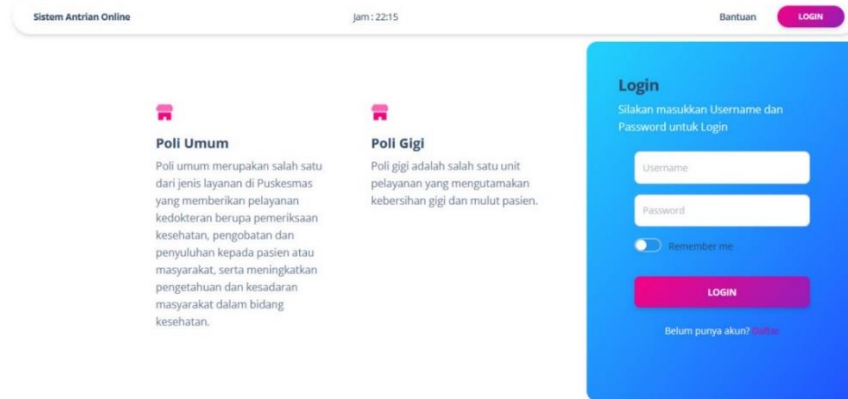 Sistem Antrian Online
Jam : 22:15
Bantuan
LOGIN
Poli Umum
Poli umum merupakan salah satu
dari jenis layanan di Puskesmas
yang memberikan pelayanan
kedokteran berupa pemeriksaan
kesehatan, pengobatan dan
penyuluhan kepada pasien atau
masyarakat, serta meningkatkan
pengetahuan dan kesadaran
masyarakat dalam bidang
kesehatan.
Poli Gigi
Poli gigi adalah salah satu unit
pelayanan yang mengutamakan
kebersihan gigi dan mulut pasien.
Login
Silakan masukkan Username dan
Password untuk Login
Username
Password
Remember me
LOGIN
Belum punya akun? Daftar